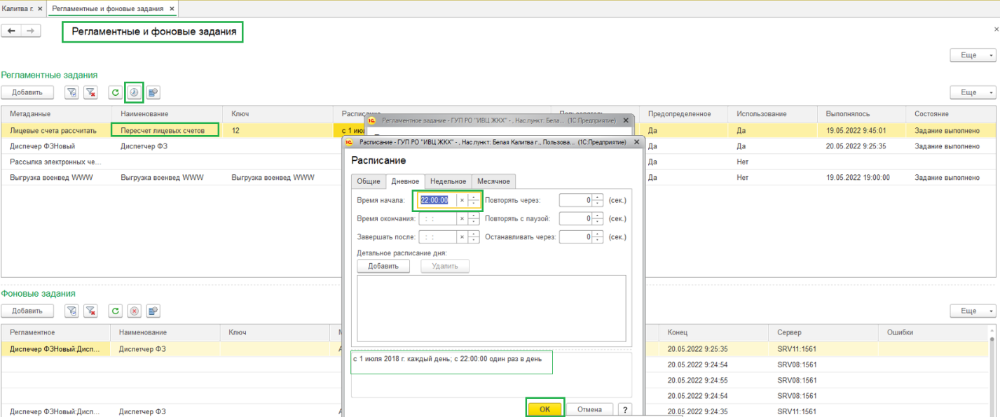 Калитва г. × Регламентные и фоновые задания ×
Регламентные и фоновые задания
Еще
Регламентные задания
Добавить Еще
Метаданные Наименование Ключ Расписание Пользователь Предопределенное Использование Выполнялось Состояние
Лицевые счета рассчитать Пересчет лицевых счетов 12 с 1 июл Да Да 19.05.2022 9:45:01 Задание выполнено
Диспечер ФЗНовый Диспетчер ФЗ Да Да 20.05.2022 9:25:35 Задание выполнено
Рассылка электронных че... Да Нет
Выгрузка военвед WWW Выгрузка военвед WWW Выгрузка военвед WWW Да Нет 19.05.2022 19:00:00 Задание выполнено
Регламентное задание - ГУП РО "ИВЦ ЖКХ" - , Нас.пункт: Бела... (1С:Предприятие) ×
Расписание - ГУП РО "ИВЦ ЖКХ" - , Нас.пункт: Белая Калитва г., Пользова... (1С:Предприятие) ×
Расписание
Общие Дневное Недельное Месячное
Время начала: 22:00:00 × Повторять через: 0 (сек.)
Время окончания: : : × Повторять с паузой: 0 (сек.)
Завершать после: : : × Останавливать через: 0 (сек.)
Детальное расписание дня:
Добавить Удалить
с 1 июля 2018 г. каждый день; с 22:00:00 один раз в день
ОК Отмена ?
Фоновые задания
Добавить Еще
Регламентное Наименование Ключ Конец Сервер Ошибки
Диспечер ФЗНовый:Дисп... Диспетчер ФЗ 20.05.2022 9:25:35 SRV11:1561
20.05.2022 9:24:54 SRV08:1561
20.05.2022 9:24:55 SRV08:1561
20.05.2022 9:24:54 SRV08:1561
Диспечер ФЗНовый:Дисп... Диспетчер ФЗ 20.05.2022 9:24:35 SRV11:1561